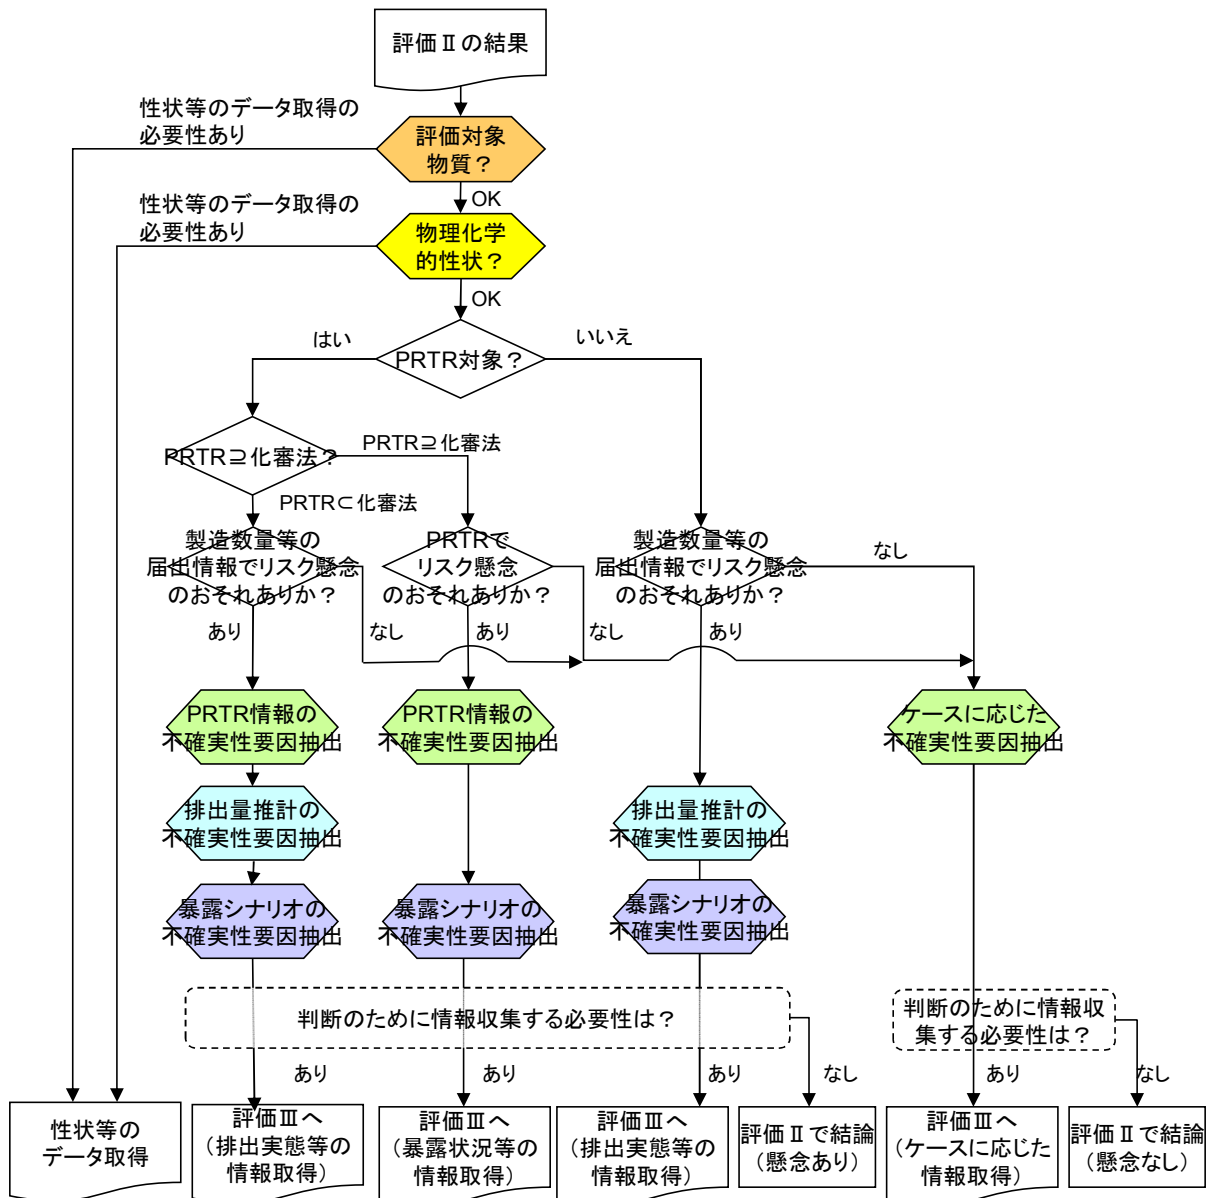 評価Ⅱの結果
性状等のデータ取得の
必要性あり
評価対象
物質？
OK
性状等のデータ取得の
必要性あり
物理化学
的性状？
OK
はい
PRTR対象？
いいえ
PRTR⊇化審法？
PRTR⊇化審法
PRTR⊂化審法
製造数量等の
届出情報でリスク懸念
のおそれありか？
PRTRで
リスク懸念
のおそれありか？
製造数量等の
届出情報でリスク懸念
のおそれありか？
なし
あり
なし
あり
なし
あり
PRTR情報の
不確実性要因抽出
PRTR情報の
不確実性要因抽出
ケースに応じた
不確実性要因抽出
排出量推計の
不確実性要因抽出
排出量推計の
不確実性要因抽出
暴露シナリオの
不確実性要因抽出
暴露シナリオの
不確実性要因抽出
暴露シナリオの
不確実性要因抽出
判断のために情報収集する必要性は？
判断のために情報収
集する必要性は？
あり
あり
あり
なし
あり
なし
性状等の
データ取得
評価Ⅲへ
（排出実態等の
情報取得）
評価Ⅲへ
（暴露状況等の
情報取得）
評価Ⅲへ
（排出実態等の
情報取得）
評価Ⅱで結論
（懸念あり）
評価Ⅲへ
（ケースに応じた
情報取得）
評価Ⅱで結論
（懸念なし）